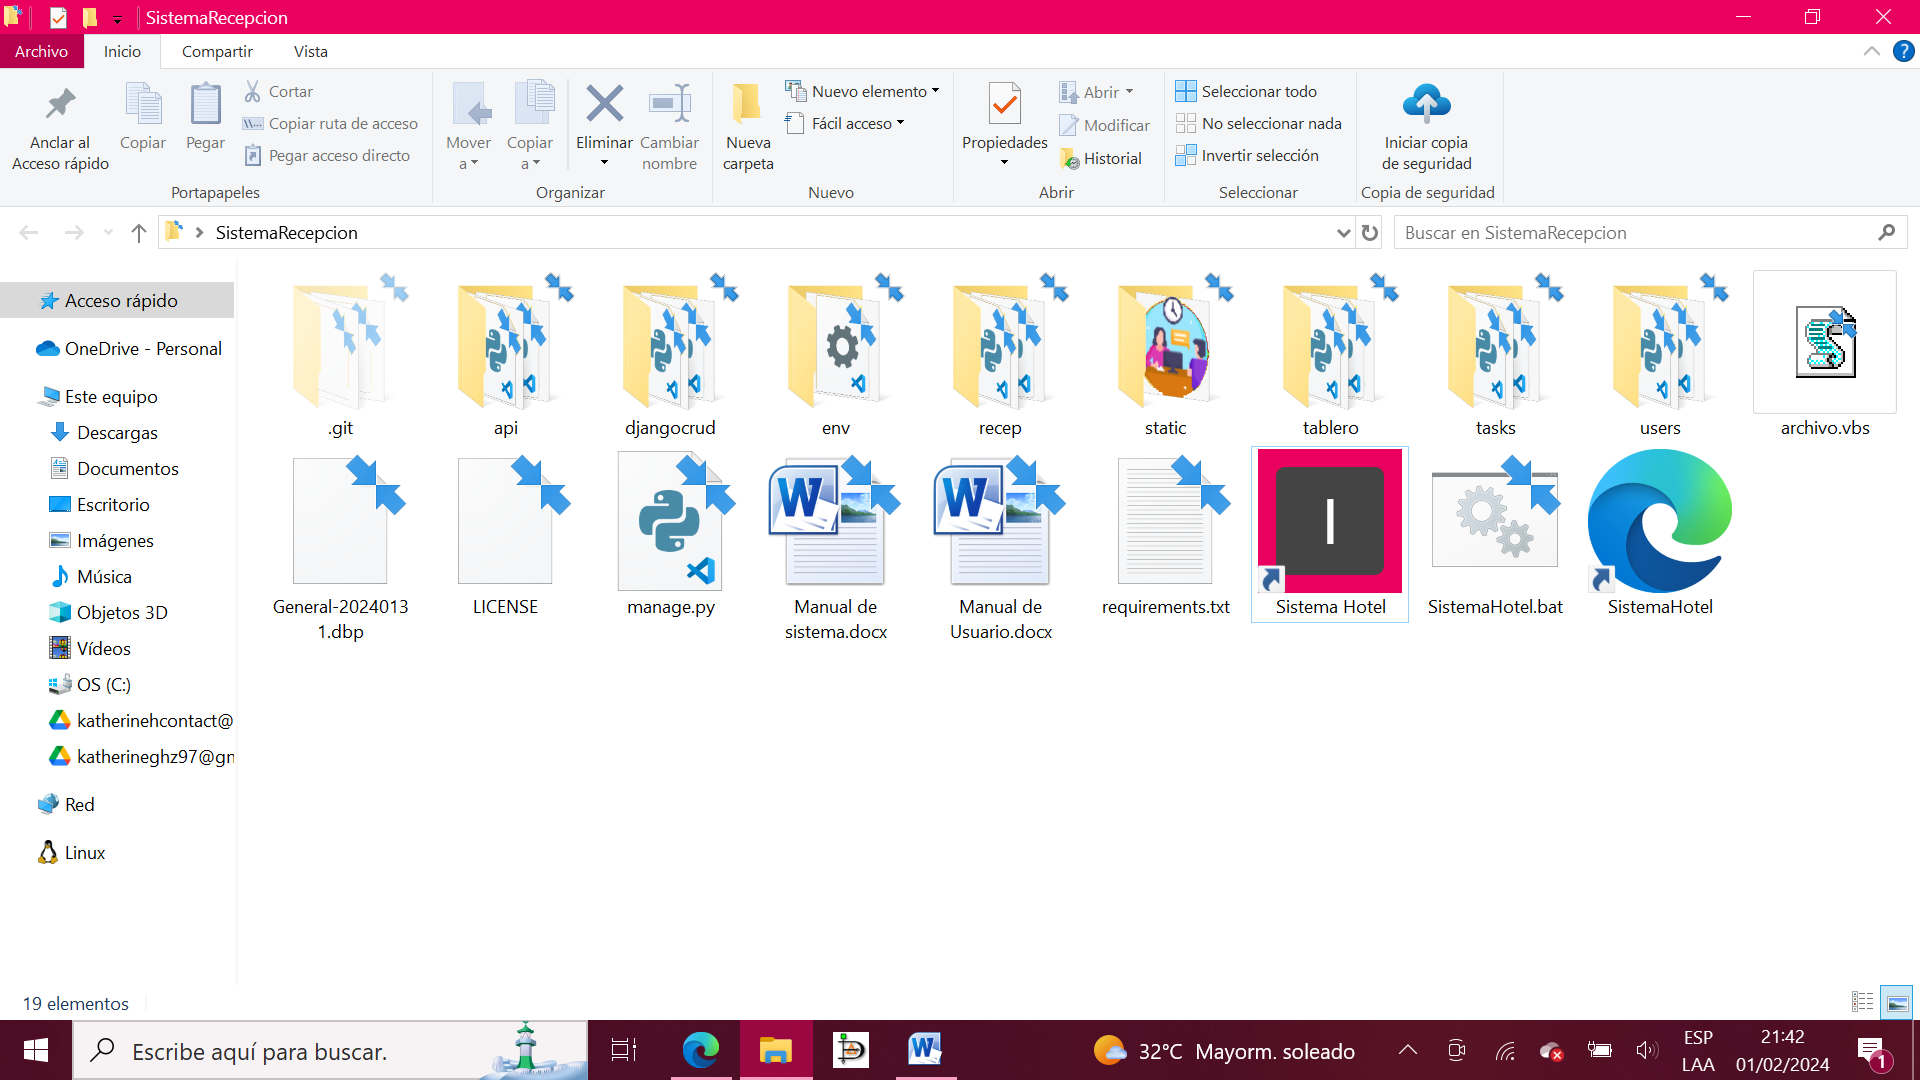 SistemaRecepcion
Archivo
Inicio
Compartir
Vista
Anclar al
Acceso rápido
Copiar
Pegar
Cortar
Copiar ruta de acceso
Pegar acceso directo
Portapapeles
Mover
a
Copiar
a
Eliminar
Cambiar
nombre
Organizar
Nueva
carpeta
Nuevo elemento
Fácil acceso
Nuevo
Propiedades
Abrir
Modificar
Historial
Abrir
Seleccionar todo
No seleccionar nada
Invertir selección
Seleccionar
Iniciar copia
de seguridad
Copia de seguridad
SistemaRecepcion
Buscar en SistemaRecepcion
Acceso rápido
OneDrive - Personal
Este equipo
Descargas
Documentos
Escritorio
Imágenes
Música
Objetos 3D
Vídeos
OS (C:)
katherinehcontact@
katherineghz97@gn
Red
Linux
.git
api
djangocrud
env
recep
static
tablero
tasks
users
archivo.vbs
General-2024013
1.dbp
LICENSE
manage.py
Manual de
sistema.docx
Manual de
Usuario.docx
requirements.txt
I
Sistema Hotel
SistemaHotel.bat
SistemaHotel
19 elementos
Escribe aquí para buscar.
32°C Mayorm. soleado
ESP
LAA
21:42
01/02/2024
1